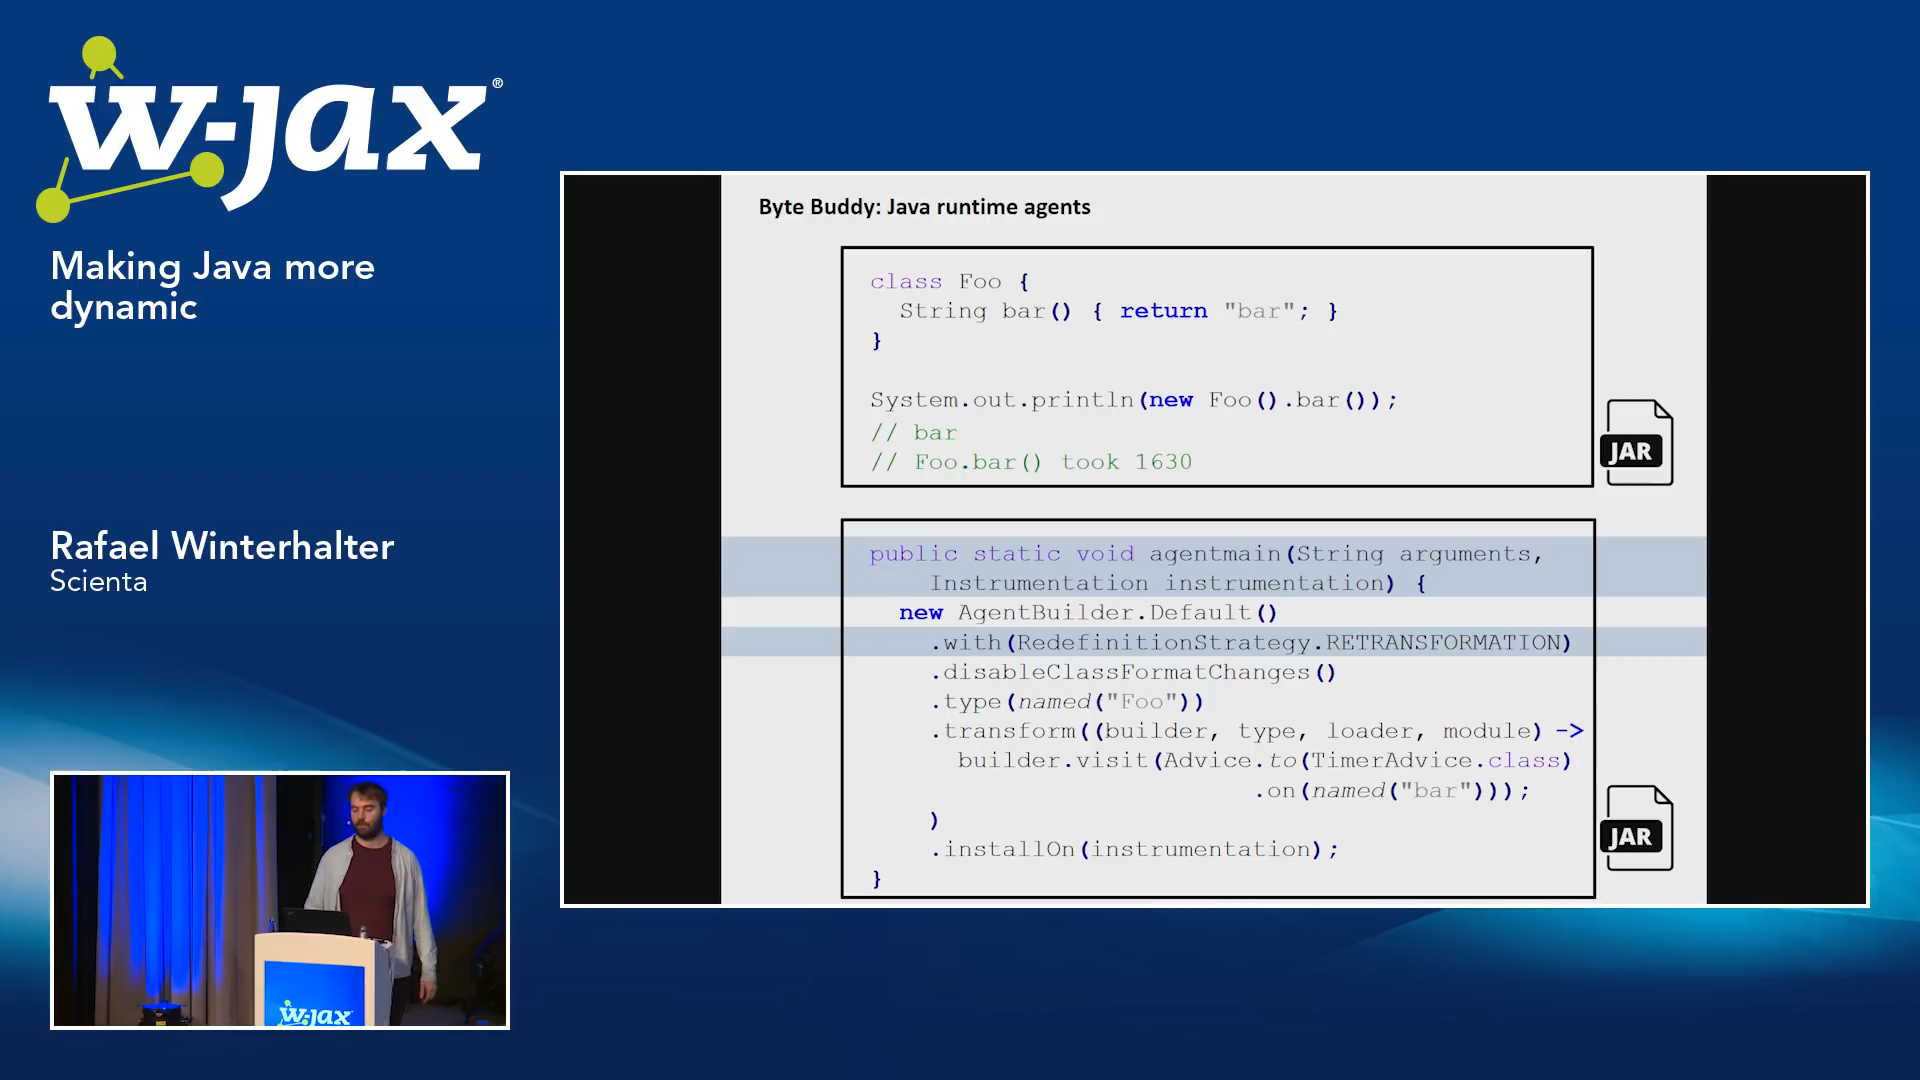 w-jax®
Making Java more
dynamic
Rafael Winterhalter
Scienta
Byte Buddy: Java runtime agents
class Foo {
String bar() { return "bar"; }
}
System.out.println(new Foo().bar());
// bar
// Foo.bar() took 1630
JAR
public static void agentmain(String arguments,
Instrumentation instrumentation) {
new AgentBuilder.Default()
.with(RedefinitionStrategy.RETRANSFORMATION)
.disableClassFormatChanges()
.type(named("Foo"))
.transform((builder, type, loader, module) ->
builder.visit(Advice.to(TimerAdvice.class)
.on(named("bar")));
)
.installOn(instrumentation);
}
JAR
w-jax